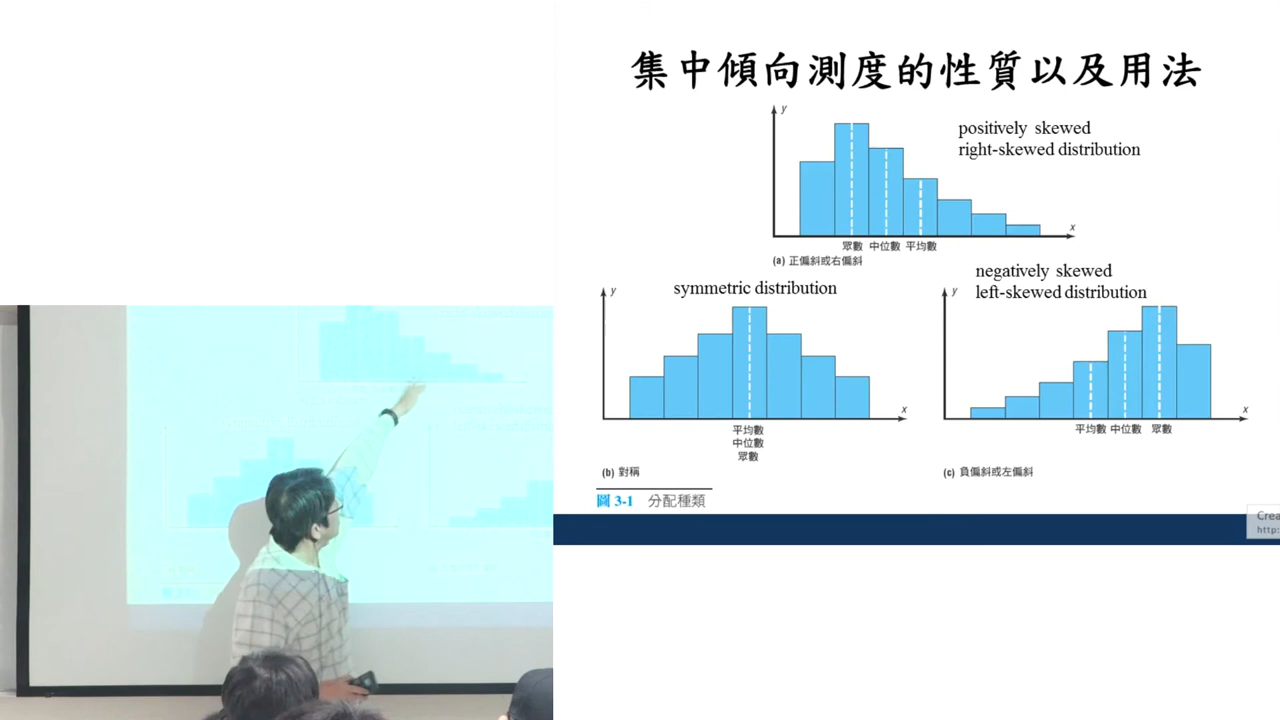 集中傾向測度的性質以及用法
y
positively skewed
right-skewed distribution
x
眾數 中位數 平均數
(a) 正偏斜或右偏斜
symmetric distribution
y
x
平均數
中位數
眾數
(b) 對稱
negatively skewed
left-skewed distribution
y
x
平均數 中位數 眾數
(c) 負偏斜或左偏斜
圖 3-1 分配種類
Crea
http: